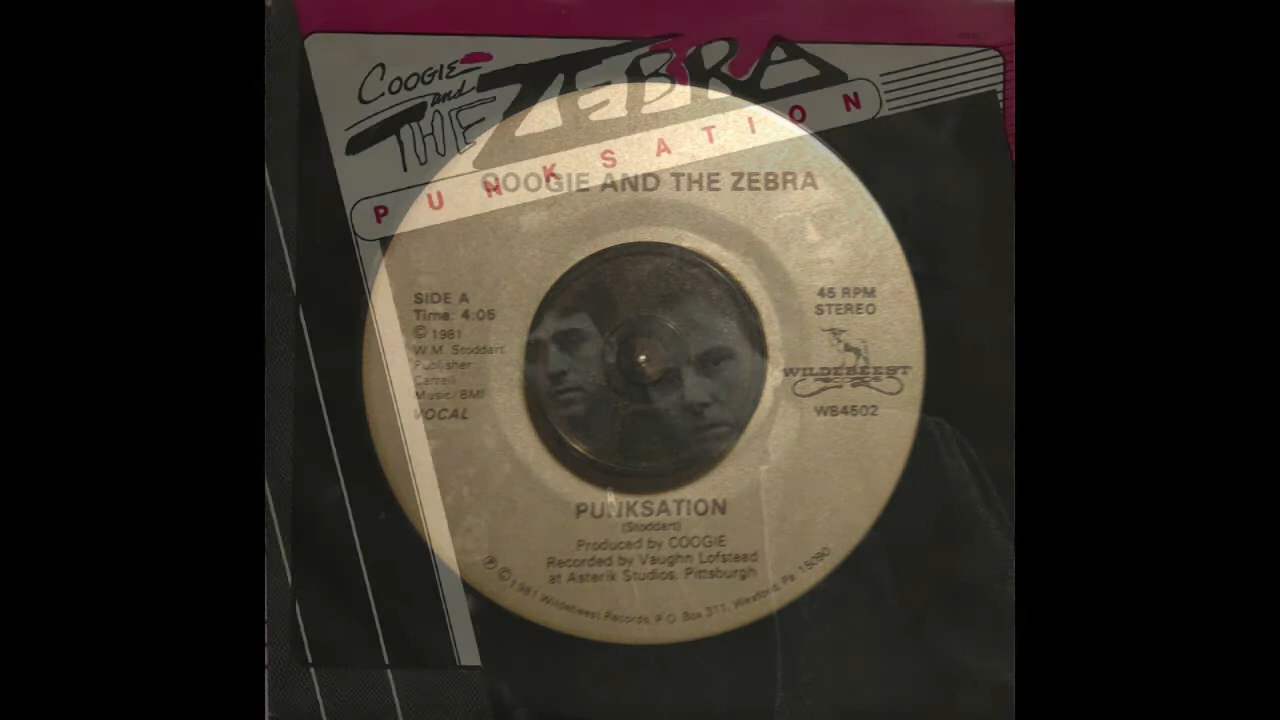 COOGIE
and
THE ZEBRA
PUNKSATION
COOGIE AND THE ZEBRA
SIDE A
Time: 4:05
© 1981
W.M. Stoddart
Publisher
Music/BMI
VOCAL
45 RPM
STEREO
WILDEBEEST
WB4502
PUNKSATION
(Stoddart)
Produced by COOGIE
Recorded by Vaughn Lofstead
at Asterik Studios, Pittsburgh
℗ © 1981 Wildebeest Records, P.O. Box 311, Wexford, Pa 15090